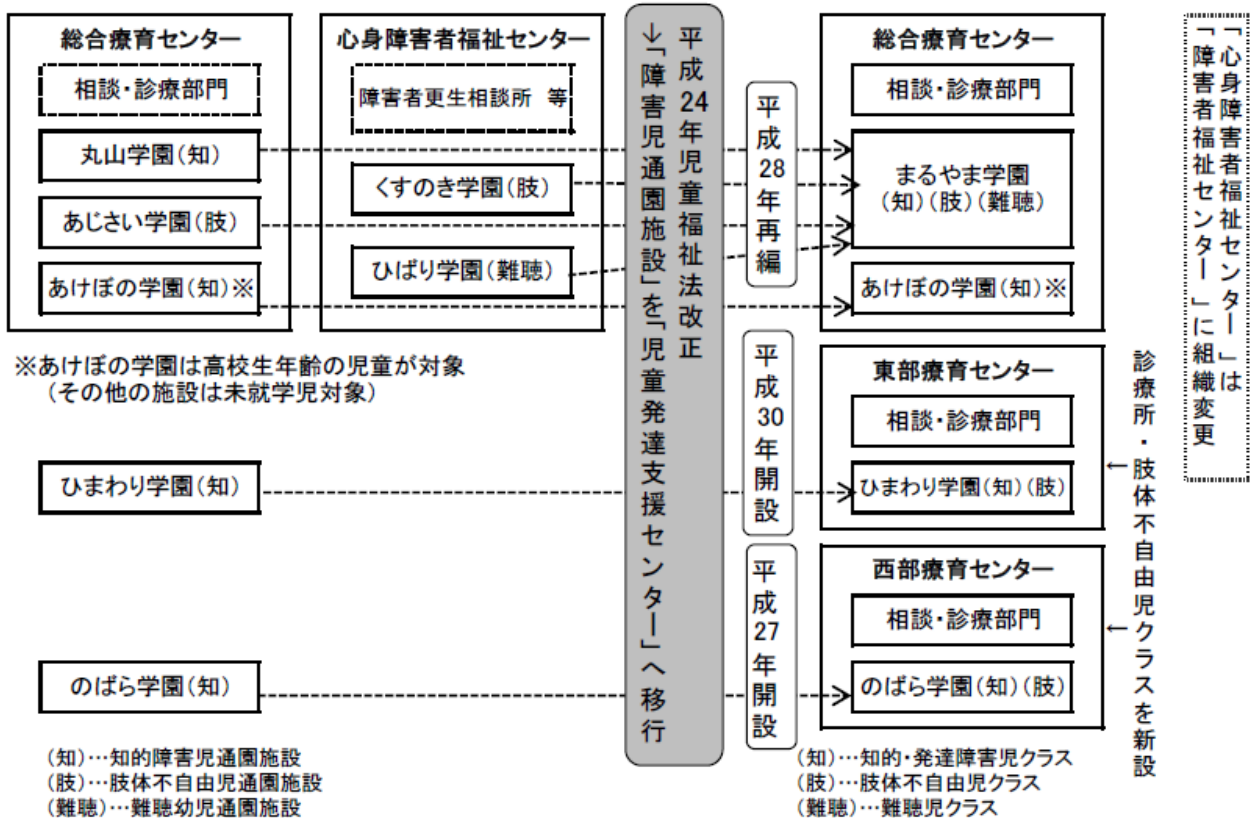 総合療育センター
相談・診療部門
丸山学園(知)
あじさい学園(肢)
あけぼの学園(知)※
心身障害者福祉センター
障害者更生相談所 等
くすのき学園(肢)
ひばり学園(難聴)
※あけぼの学園は高校生年齢の児童が対象
(その他の施設は未就学児対象)
ひまわり学園(知)
のばら学園(知)
(知)…知的障害児通園施設
(肢)…肢体不自由児通園施設
(難聴)…難聴幼児通園施設
平成24年児童福祉法改正
→「障害児通園施設」を「児童発達支援センター」へ移行
平成28年再編
平成30年開設
平成27年開設
総合療育センター
相談・診療部門
まるやま学園
(知)(肢)(難聴)
あけぼの学園(知)※
東部療育センター
相談・診療部門
ひまわり学園(知)(肢)
西部療育センター
相談・診療部門
のばら学園(知)(肢)
(知)…知的・発達障害児クラス
(肢)…肢体不自由児クラス
(難聴)…難聴児クラス
診療所・肢体不自由児クラスを新設
「心身障害者福祉センター」は
「障害者福祉センター」に組織変更